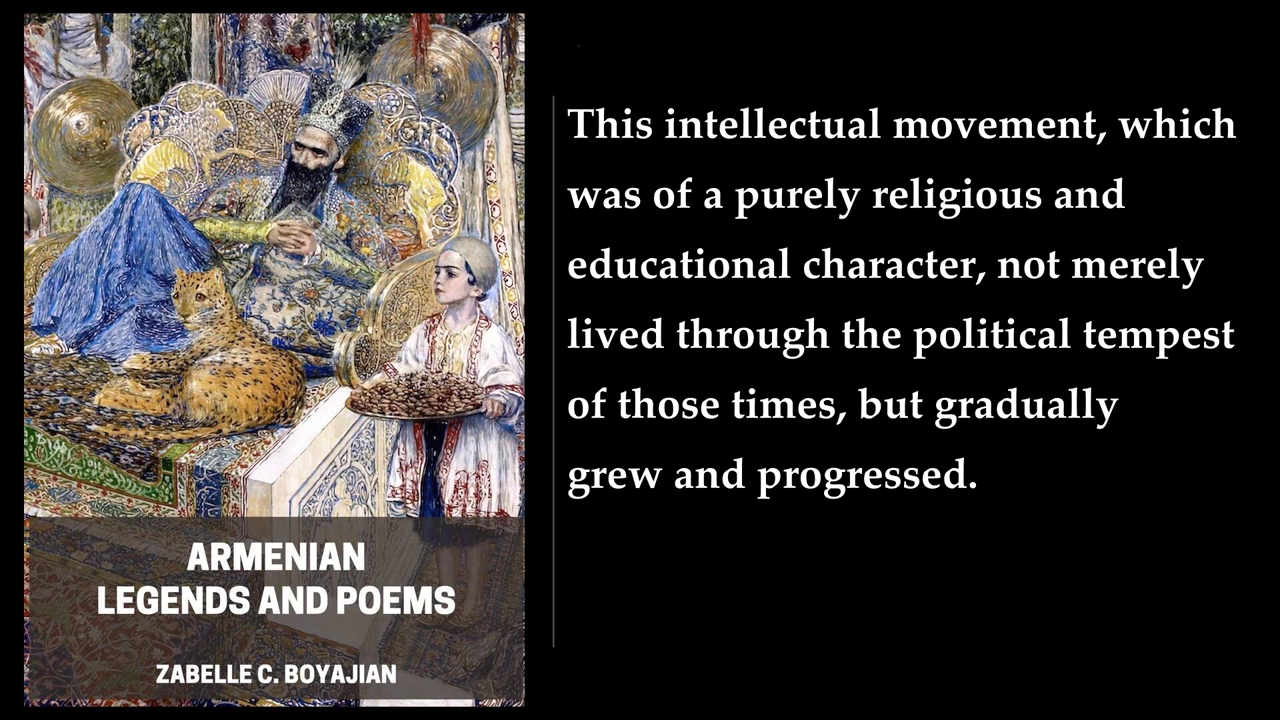 This intellectual movement, which
was of a purely religious and
educational character, not merely
lived through the political tempest
of those times, but gradually
grew and progressed.
ARMENIAN
LEGENDS AND POEMS
ZABELLE C. BOYAJIAN